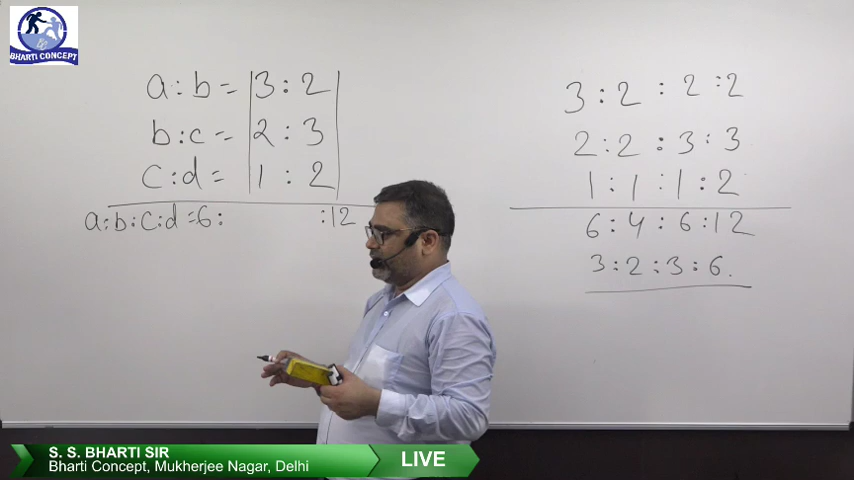 BHARTI CONCEPT
a:b = 3:2
b:c = 2:3
c:d = 1:2
a:b:c:d = 6: :12
3:2:2:2
2:2:3:3
1:1:1:2
6:4:6:12
3:2:3:6.
S. S. BHARTI SIR
Bharti Concept, Mukherjee Nagar, Delhi
LIVE